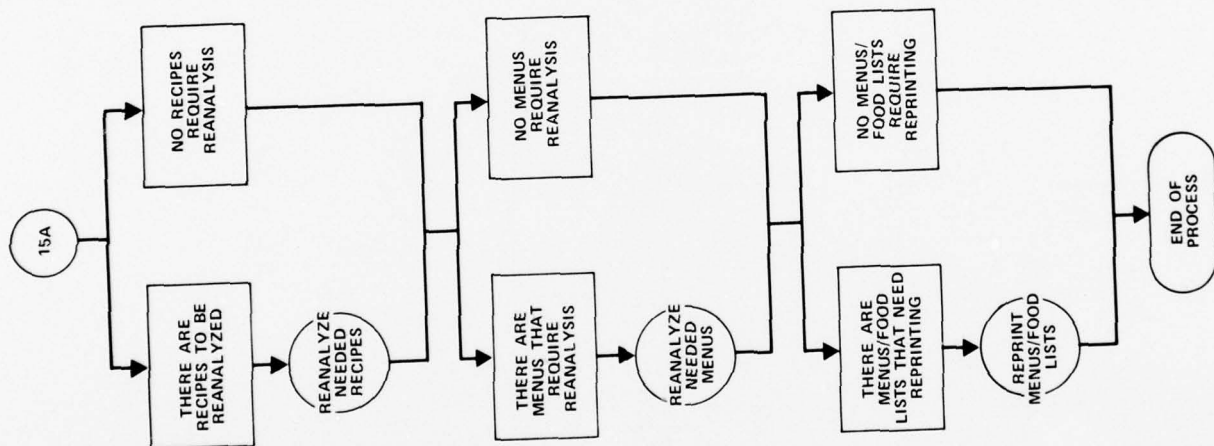 15A
THERE ARE
RECIPES TO BE
REANALYZED
NO RECIPES
REQUIRE
REANALYSIS
REANALYZE
NEEDED
RECIPES
THERE ARE
MENUS THAT
REQUIRE
REANALYSIS
NO MENUS
REQUIRE
REANALYSIS
REANALYZE
NEEDED
MENUS
THERE ARE
MENUS/FOOD
LISTS THAT NEED
REPRINTING
NO MENUS/
FOOD LISTS
REQUIRE
REPRINTING
REPRINT
MENUS/FOOD
LISTS
END OF
PROCESS